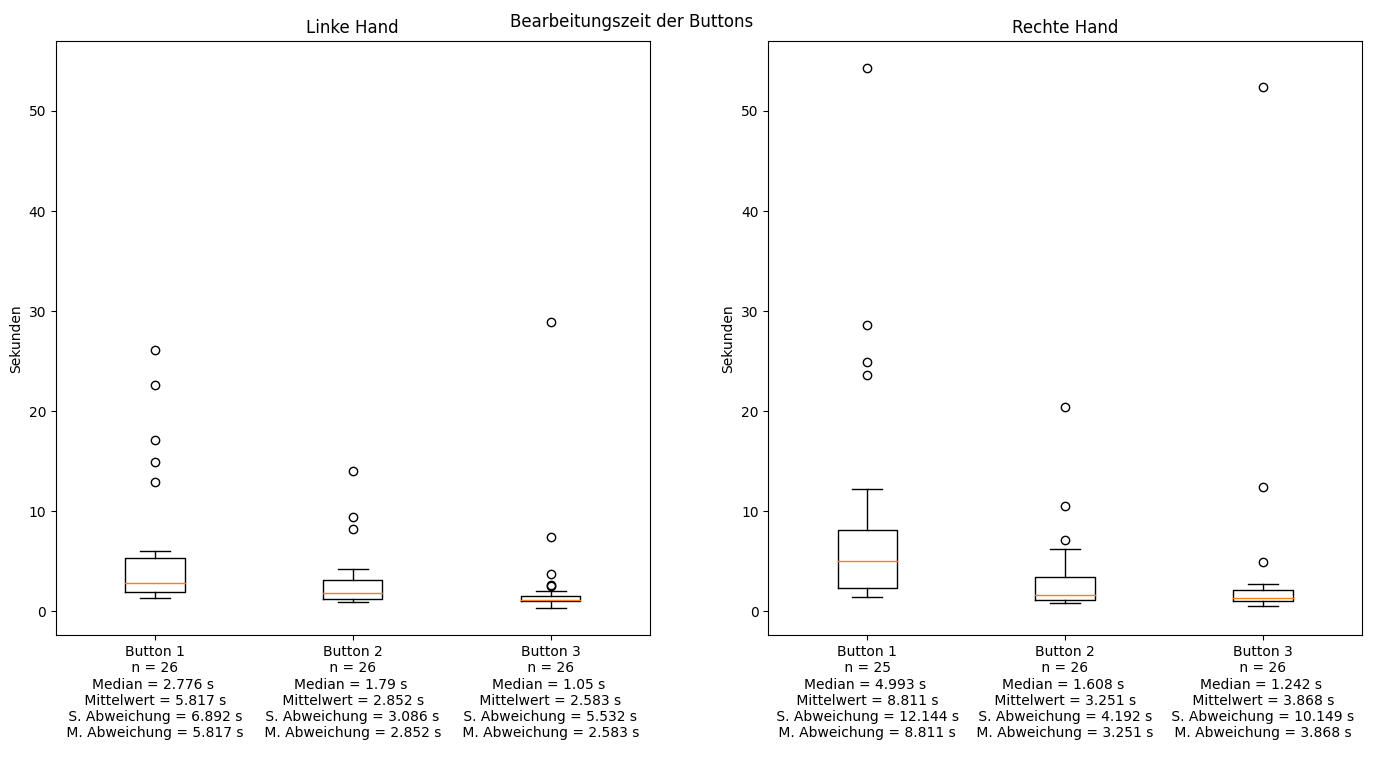 Bearbeitungszeit der Buttons
Linke Hand
Sekunden
50
40
30
20
10
0
Button 1
n = 26
Median = 2.776 s
Mittelwert = 5.817 s
S. Abweichung = 6.892 s
M. Abweichung = 5.817 s
Button 2
n = 26
Median = 1.79 s
Mittelwert = 2.852 s
S. Abweichung = 3.086 s
M. Abweichung = 2.852 s
Button 3
n = 26
Median = 1.05 s
Mittelwert = 2.583 s
S. Abweichung = 5.532 s
M. Abweichung = 2.583 s
Rechte Hand
Sekunden
50
40
30
20
10
0
Button 1
n = 25
Median = 4.993 s
Mittelwert = 8.811 s
S. Abweichung = 12.144 s
M. Abweichung = 8.811 s
Button 2
n = 26
Median = 1.608 s
Mittelwert = 3.251 s
S. Abweichung = 4.192 s
M. Abweichung = 3.251 s
Button 3
n = 26
Median = 1.242 s
Mittelwert = 3.868 s
S. Abweichung = 10.149 s
M. Abweichung = 3.868 s